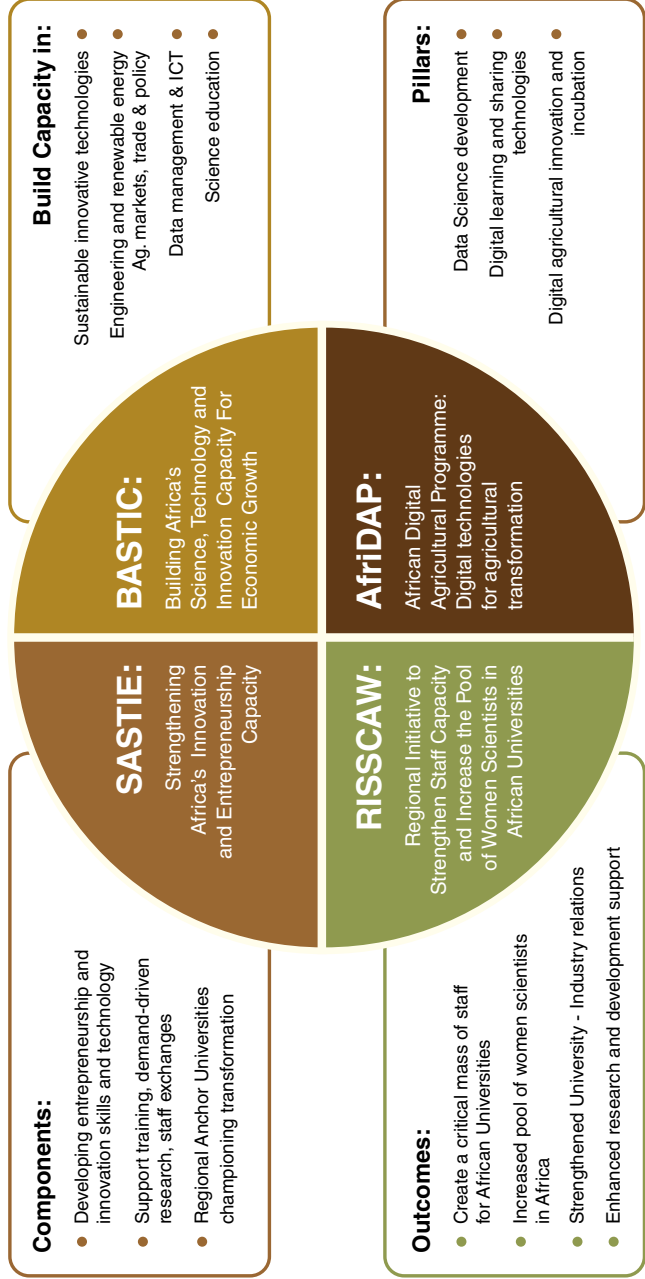 Components:
Developing entrepreneurship and
innovation skills and technology
Support training, demand-driven
research, staff exchanges
Regional Anchor Universities
championing transformation
SASTIE:
Strengthening
Africa's Innovation
and Entrepreneurship
Capacity
BASTIC:
Building Africa's
Science, Technology and
Innovation Capacity For
Economic Growth
Build Capacity in:
Sustainable innovative technologies
Engineering and renewable energy
Ag. markets, trade & policy
Data management & ICT
Science education
Outcomes:
Create a critical mass of staff
for African Universities
Increased pool of women scientists
in Africa
Strengthened University - Industry relations
Enhanced research and development support
RISSCAW:
Regional Initiative to
Strengthen Staff Capacity
and Increase the Pool
of Women Scientists in
African Universities
AfriDAP:
African Digital
Agricultural Programme:
Digital technologies
for agricultural
transformation
Pillars:
Data Science development
Digital learning and sharing
technologies
Digital agricultural innovation and
incubation